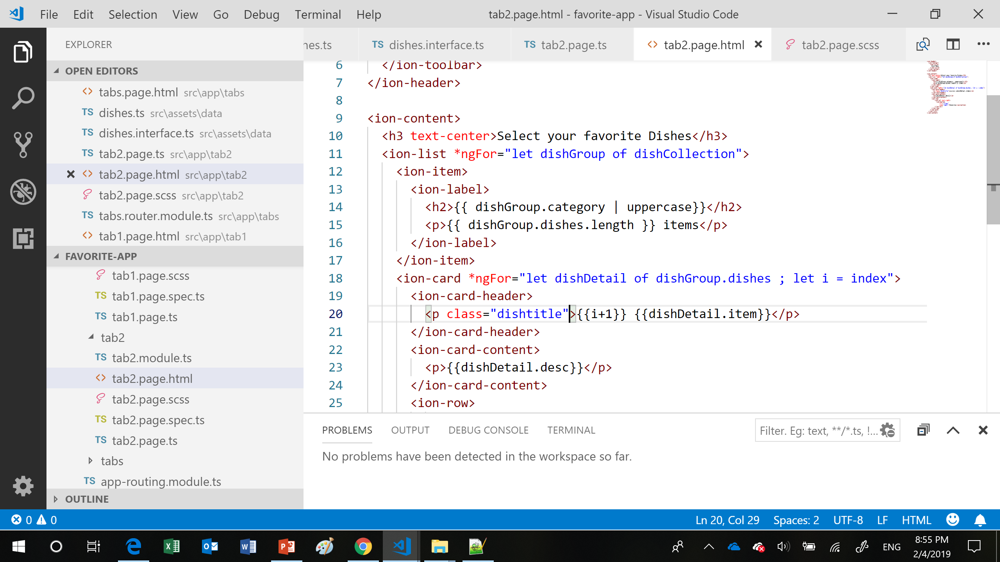 File Edit Selection View Go Debug Terminal Help
tab2.page.html - favorite-app - Visual Studio Code
EXPLORER
OPEN EDITORS
tabs.page.html src\app\tabs
TS dishes.ts src\assets\data
TS dishes.interface.ts src\assets\data
TS tab2.page.ts src\app\tab2
tab2.page.html src\app\tab2
tab2.page.scss src\app\tab2
TS tabs.router.module.ts src\app\tabs
tab1.page.html src\app\tab1
FAVORITE-APP
tab1.page.scss
TS tab1.page.spec.ts
TS tab1.page.ts
tab2
TS tab2.module.ts
tab2.page.html
tab2.page.scss
TS tab2.page.spec.ts
TS tab2.page.ts
tabs
TS app-routing.module.ts
OUTLINE
hes.ts TS dishes.interface.ts TS tab2.page.ts tab2.page.html tab2.page.scss
6 </ion-toolbar>
7 </ion-header>
8
9 <ion-content>
10 <h3 text-center>Select your favorite Dishes</h3>
11 <ion-list *ngFor="let dishGroup of dishCollection">
12 <ion-item>
13 <ion-label>
14 <h2>{{ dishGroup.category | uppercase}}</h2>
15 <p>{{ dishGroup.dishes.length }} items</p>
16 </ion-label>
17 </ion-item>
18 <ion-card *ngFor="let dishDetail of dishGroup.dishes ; let i = index">
19 <ion-card-header>
20 <p class="dishtitle">{{i+1}} {{dishDetail.item}}</p>
21 </ion-card-header>
22 <ion-card-content>
23 <p>{{dishDetail.desc}}</p>
24 </ion-card-content>
25 <ion-row>
PROBLEMS OUTPUT DEBUG CONSOLE TERMINAL
Filter. Eg: text, **/*.ts, !...
No problems have been detected in the workspace so far.
0 0
Ln 20, Col 29 Spaces: 2 UTF-8 LF HTML
ENG
8:55 PM
2/4/2019